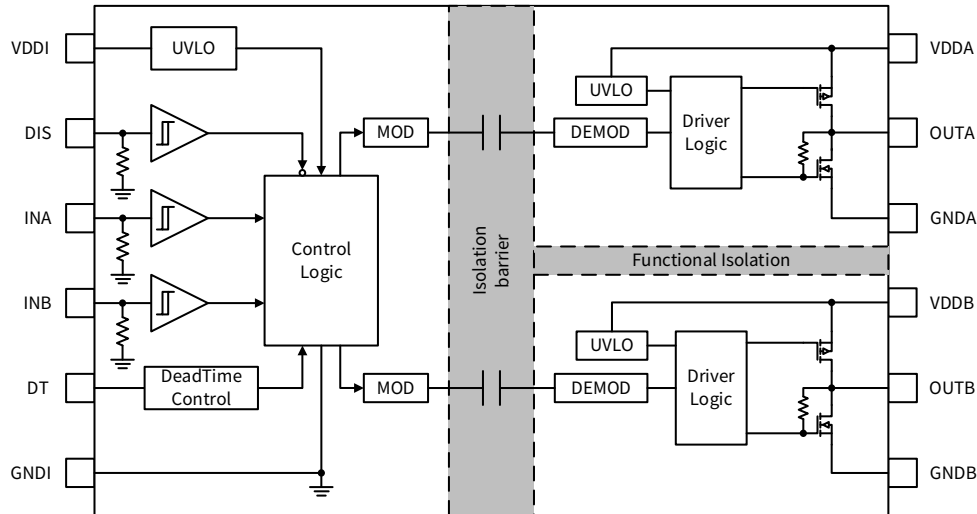 VDDI
UVLO
DIS
INA
INB
DT
DeadTime
Control
GNDI
Control
Logic
MOD
MOD
Isolation
barrier
Functional Isolation
UVLO
DEMOD
Driver
Logic
VDDA
OUTA
GNDA
UVLO
DEMOD
Driver
Logic
VDDB
OUTB
GNDB